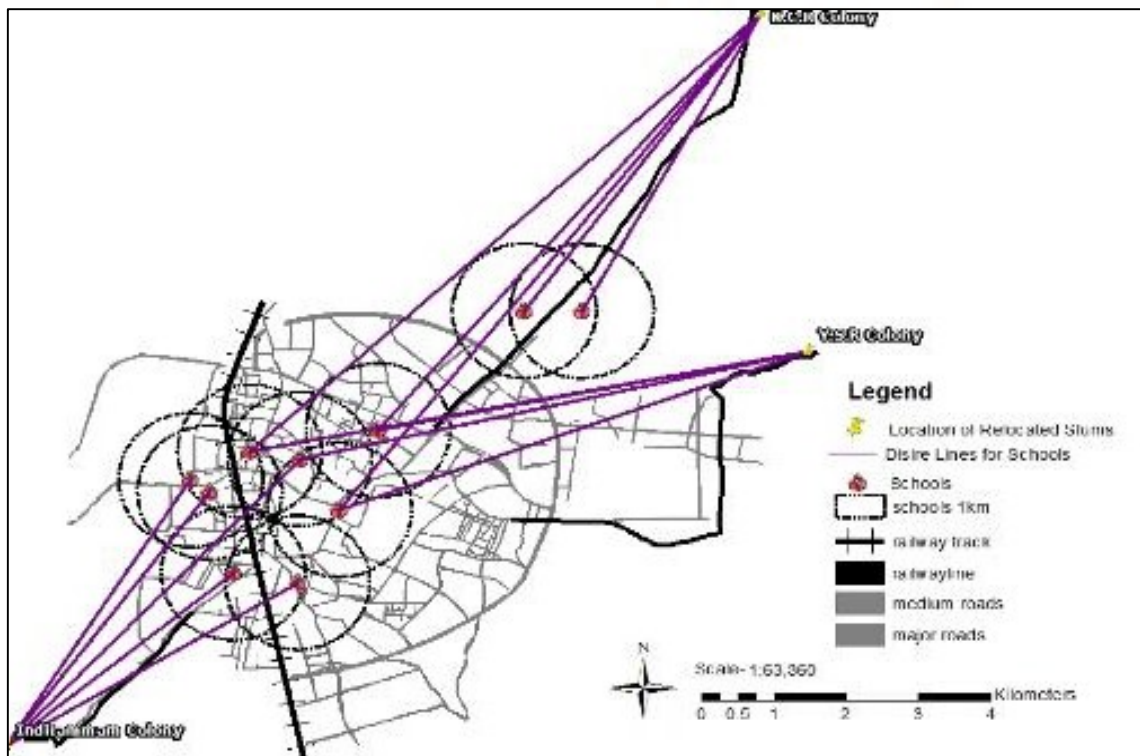 Colony
Y.S.R Colony
Legend
Location of Relocated Slums
Disire Lines for Schools
Schools
schools 1km
railway track
railwayline
medium roads
major roads
N
Scale- 1:63,360
Kilometers
0 0.5 1 2 3 4
Colony